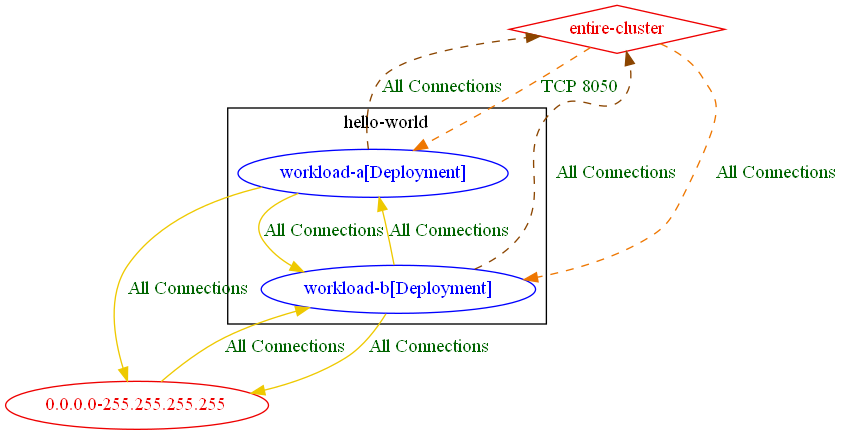 entire-cluster
All Connections
TCP 8050
hello-world
workload-a[Deployment]
All Connections
All Connections
All Connections
All Connections
workload-b[Deployment]
All Connections
All Connections
All Connections
0.0.0.0-255.255.255.255